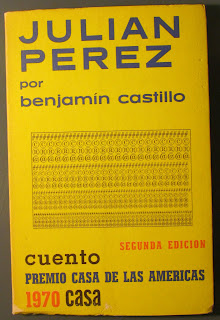 JULIAN
PEREZ
por
benjamín castillo
SEGUNDA EDICION
cuento
PREMIO CASA DE LAS AMERICAS
1970 casa